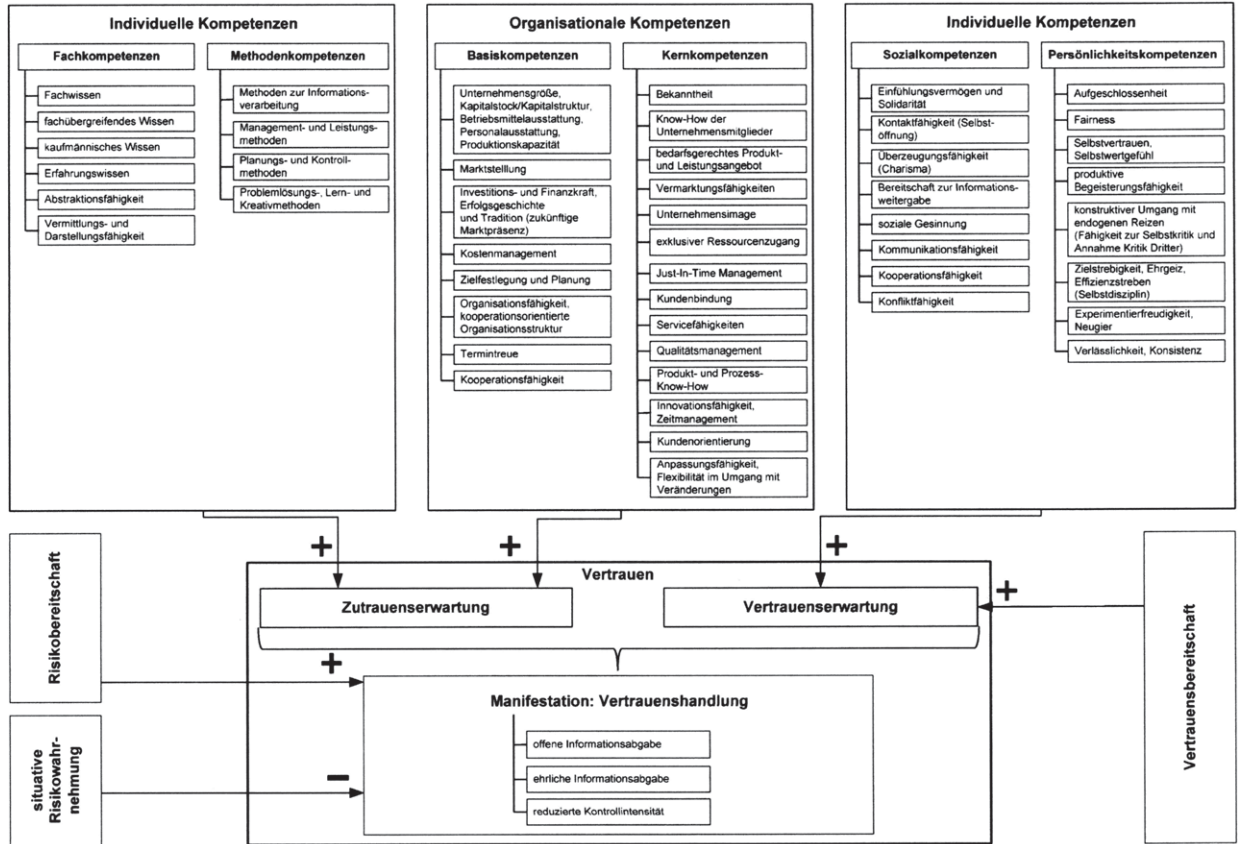 Individuelle Kompetenzen
Fachkompetenzen
Fachwissen
fachübergreifendes Wissen
kaufmännisches Wissen
Erfahrungswissen
Abstraktionsfähigkeit
Vermittlungs- und
Darstellungsfähigkeit
Methodenkompetenzen
Methoden zur Informations-
verarbeitung
Management- und Leistungs-
methoden
Planungs- und Kontroll-
methoden
Problemlösungs-, Lern- und
Kreativmethoden
Organisationale Kompetenzen
Basiskompetenzen
Unternehmensgröße,
Kapitalstock/Kapitalstruktur,
Betriebsmittelausstattung,
Personalausstattung,
Produktionskapazität
Marktstelllung
Investitions- und Finanzkraft,
Erfolgsgeschichte
und Tradition (zukünftige
Marktpräsenz)
Kostenmanagement
Zielfestlegung und Planung
Organisationsfähigkeit,
kooperationsorientierte
Organisationsstruktur
Termintreue
Kooperationsfähigkeit
Kernkompetenzen
Bekanntheit
Know-How der
Unternehmensmitglieder
bedarfsgerechtes Produkt-
und Leistungsangebot
Vermarktungsfähigkeiten
Unternehmensimage
exklusiver Ressourcenzugang
Just-In-Time Management
Kundenbindung
Servicefähigkeiten
Qualitätsmanagement
Produkt- und Prozess-
Know-How
Innovationsfähigkeit,
Zeitmanagement
Kundenorientierung
Anpassungsfähigkeit,
Flexibilität im Umgang mit
Veränderungen
Individuelle Kompetenzen
Sozialkompetenzen
Einfühlungsvermögen und
Solidarität
Kontaktfähigkeit (Selbst-
öffnung)
Überzeugungsfähigkeit
(Charisma)
Bereitschaft zur Informations-
weitergabe
soziale Gesinnung
Kommunikationsfähigkeit
Kooperationsfähigkeit
Konfliktfähigkeit
Persönlichkeitskompetenzen
Aufgeschlossenheit
Fairness
Selbstvertrauen,
Selbstwertgefühl
produktive
Begeisterungsfähigkeit
konstruktiver Umgang mit
endogenen Reizen
(Fähigkeit zur Selbstkritik und
Annahme Kritik Dritter)
Zielstrebigkeit, Ehrgeiz,
Effizienzstreben
(Selbstdisziplin)
Experimentierfreudigkeit,
Neugier
Verlässlichkeit, Konsistenz
+
+
+
Risikobereitschaft
Vertrauen
Zutrauenserwartung
Vertrauenserwartung
+
Vertrauensbereitschaft
+
Manifestation: Vertrauenshandlung
offene Informationsabgabe
ehrliche Informationsabgabe
reduzierte Kontrollintensität
situative
Risikowahr-
nehmung
−